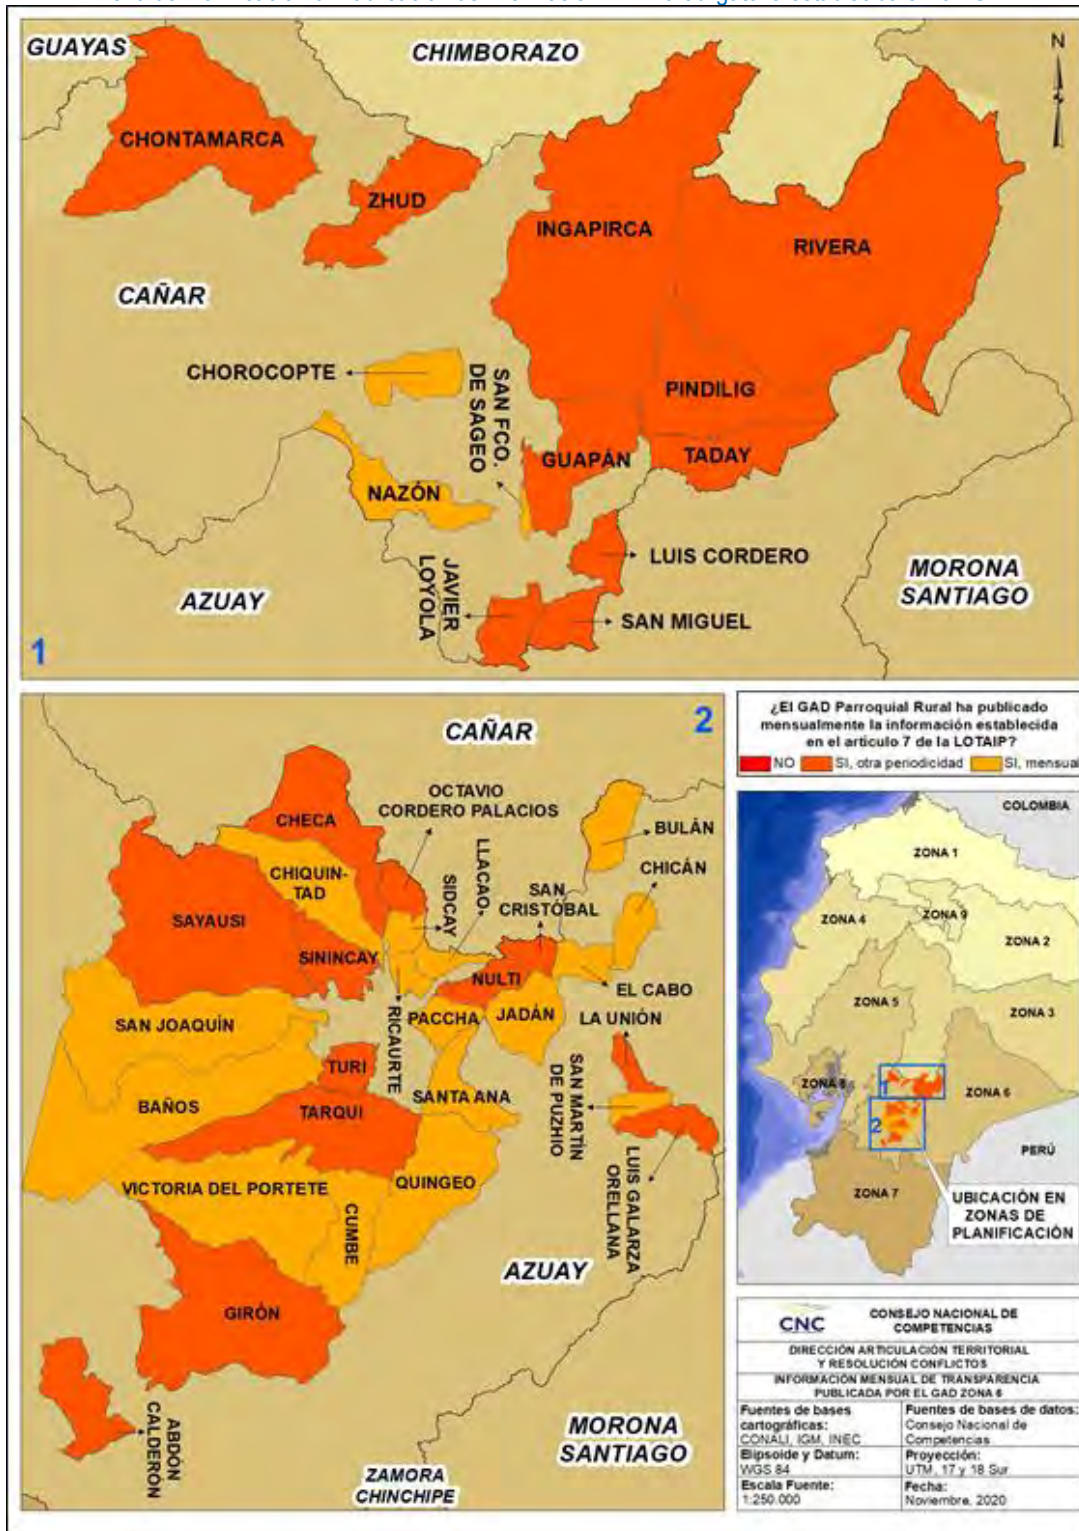 GUAYAS
CHIMBORAZO
N
CHONTAMARCA
ZHUD
INGAPIRCA
RIVERA
CAÑAR
CHOROCOPTE
SAN FCO.
DE SAGEO
PINDILIG
GUAPÁN
TADAY
NAZÓN
JAVIER
LOYOLA
LUIS CORDERO
MORONA
SANTIAGO
AZUAY
SAN MIGUEL
1
2
CAÑAR
CHECA
OCTAVIO
CORDERO PALACIOS
BULÁN
CHIQUIN-
TAD
LLACAO,
SIDCAY
CHICÁN
SAYAUSI
SAN
CRISTÓBAL
SININCAY
NULTI
EL CABO
SAN JOAQUÍN
RICAURTE
PACCHA
JADÁN
LA UNIÓN
TURI
SAN MARTÍN
DE PUZHIO
BAÑOS
SANTA ANA
TARQUI
VICTORIA DEL PORTETE
QUINGEO
CUMBE
LUIS GALARZA
ORELLANA
AZUAY
GIRÓN
ABDÓN
CALDERÓN
MORONA
SANTIAGO
ZAMORA
CHINCHIPE
¿El GAD Parroquial Rural ha publicado
mensualmente la información establecida
en el artículo 7 de la LOTAIP?
NO SI, otra periodicidad SI, mensual
COLOMBIA
ZONA 1
ZONA 4
ZONA 9
ZONA 2
ZONA 5
ZONA 3
ZONA 8
1
ZONA 6
2
PERÚ
ZONA 7
UBICACIÓN EN
ZONAS DE
PLANIFICACIÓN
CNC
CONSEJO NACIONAL DE
COMPETENCIAS
DIRECCIÓN ARTICULACIÓN TERRITORIAL
Y RESOLUCIÓN CONFLICTOS
INFORMACIÓN MENSUAL DE TRANSPARENCIA
PUBLICADA POR EL GAD ZONA 6
Fuentes de bases
cartográficas:
CONALI, IGM, INEC
Fuentes de bases de datos:
Consejo Nacional de
Competencias
Elipsoide y Datum:
WGS 84
Proyección:
UTM, 17 y 18 Sur
Escala Fuente:
1:250.000
Fecha:
Noviembre, 2020